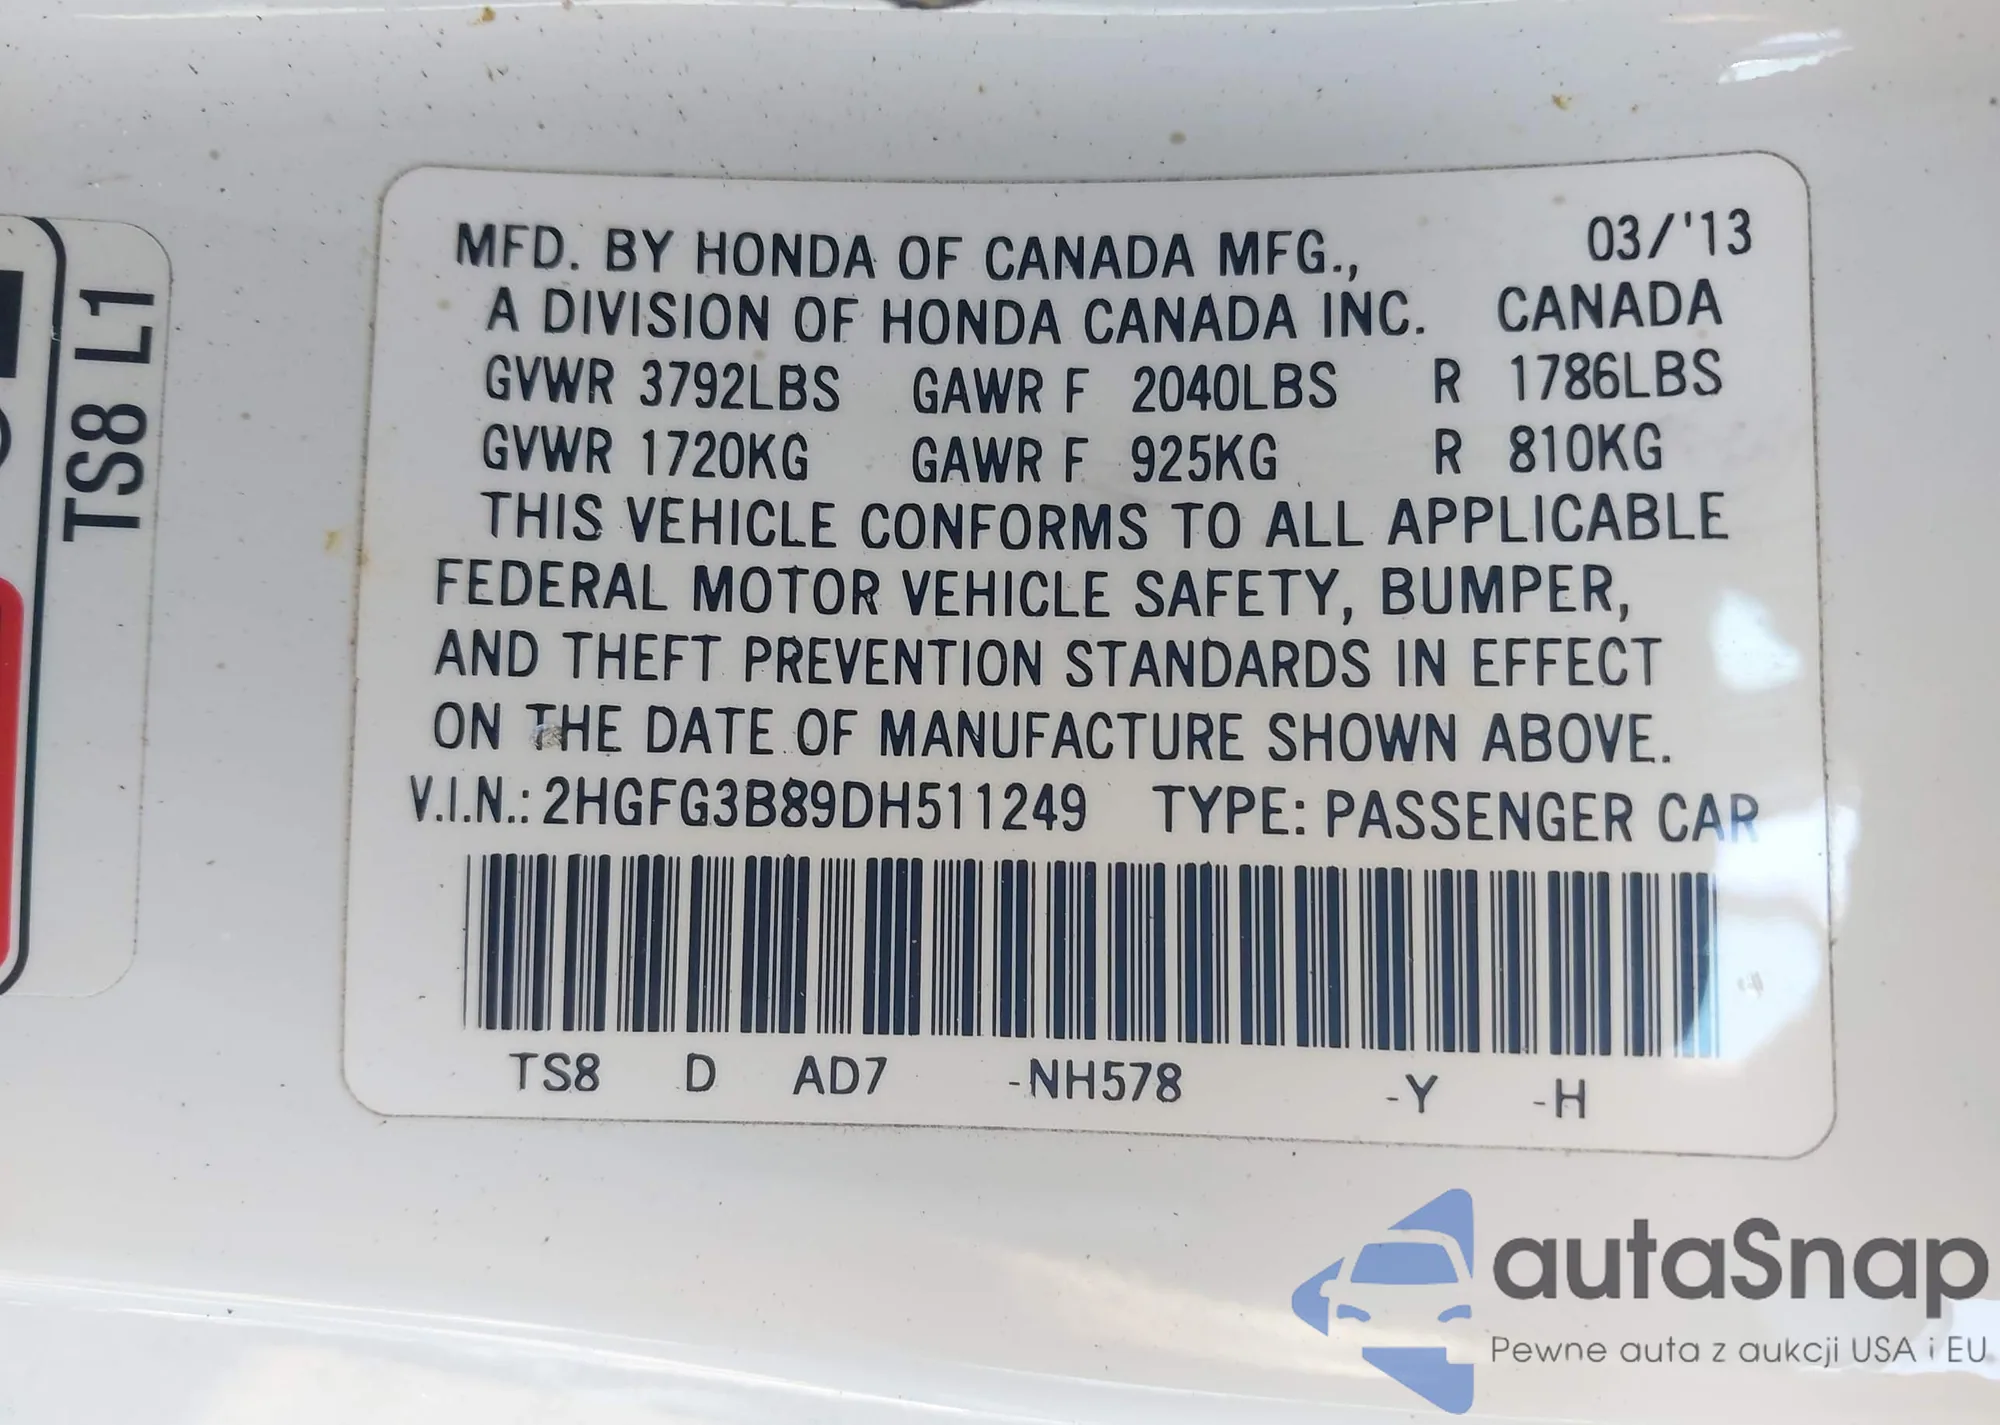 TS8 L1
MFD. BY HONDA OF CANADA MFG., 03/'13
A DIVISION OF HONDA CANADA INC. CANADA
GVWR 3792LBS GAWR F 2040LBS R 1786LBS
GVWR 1720KG GAWR F 925KG R 810KG
THIS VEHICLE CONFORMS TO ALL APPLICABLE
FEDERAL MOTOR VEHICLE SAFETY, BUMPER,
AND THEFT PREVENTION STANDARDS IN EFFECT
ON THE DATE OF MANUFACTURE SHOWN ABOVE.
V.I.N.: 2HGFG3B89DH511249 TYPE: PASSENGER CAR
TS8 D AD7 -NH578 -Y -H
autaSnap
Pewne auta z aukcji USA i EU